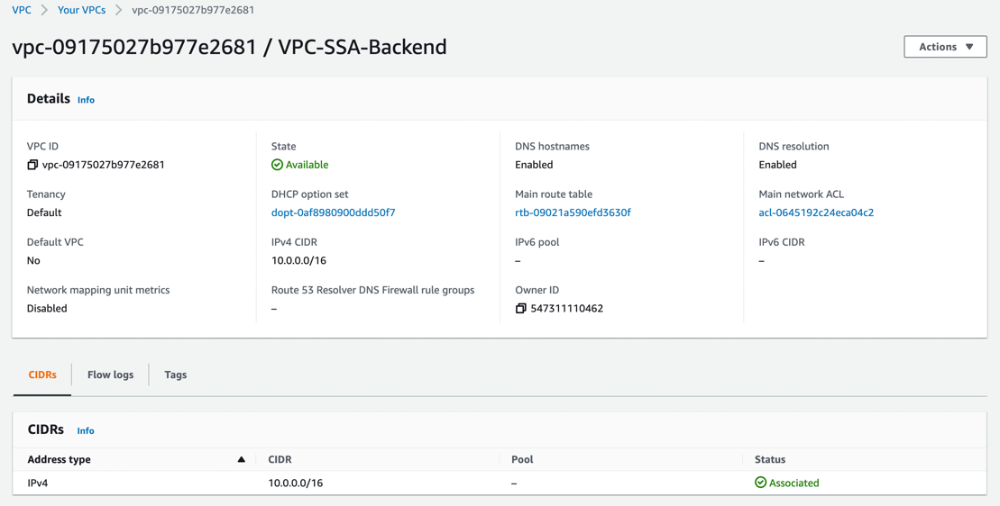 VPC > Your VPCs > vpc-09175027b977e2681
vpc-09175027b977e2681 / VPC-SSA-Backend
Actions ▼
Details Info
VPC ID
vpc-09175027b977e2681
State
Available
DNS hostnames
Enabled
DNS resolution
Enabled
Tenancy
Default
DHCP option set
dopt-0af8980900ddd50f7
Main route table
rtb-09021a590efd3630f
Main network ACL
acl-0645192c24eca04c2
Default VPC
No
IPv4 CIDR
10.0.0.0/16
IPv6 pool
–
IPv6 CIDR
–
Network mapping unit metrics
Disabled
Route 53 Resolver DNS Firewall rule groups
–
Owner ID
547311110462
CIDRs Flow logs Tags
CIDRs Info
Address type ▲ CIDR Pool Status
IPv4 10.0.0.0/16 – Associated